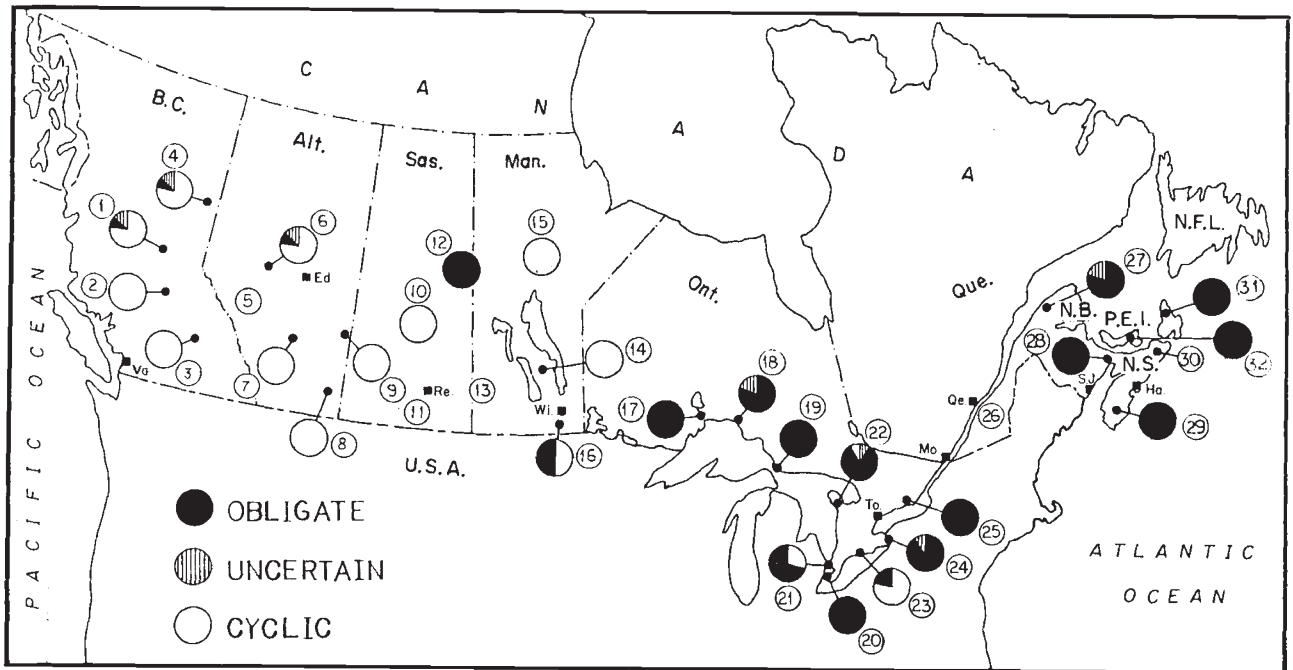 C A N A D A
B.C.
Alt.
Sas.
Man.
Ont.
Que.
N.F.L.
N.B.
P.E.I.
N.S.
4
1
6
15
12
2
5
10
27
31
14
28
30
32
3
7
9
11
13
18
17
19
22
26
29
8
16
25
24
21
23
20
Ed
Va
Re.
Wi.
Qe.
Mo
To.
S.J.
Ha.
U.S.A.
PACIFIC OCEAN
ATLANTIC
OCEAN
OBLIGATE
UNCERTAIN
CYCLIC